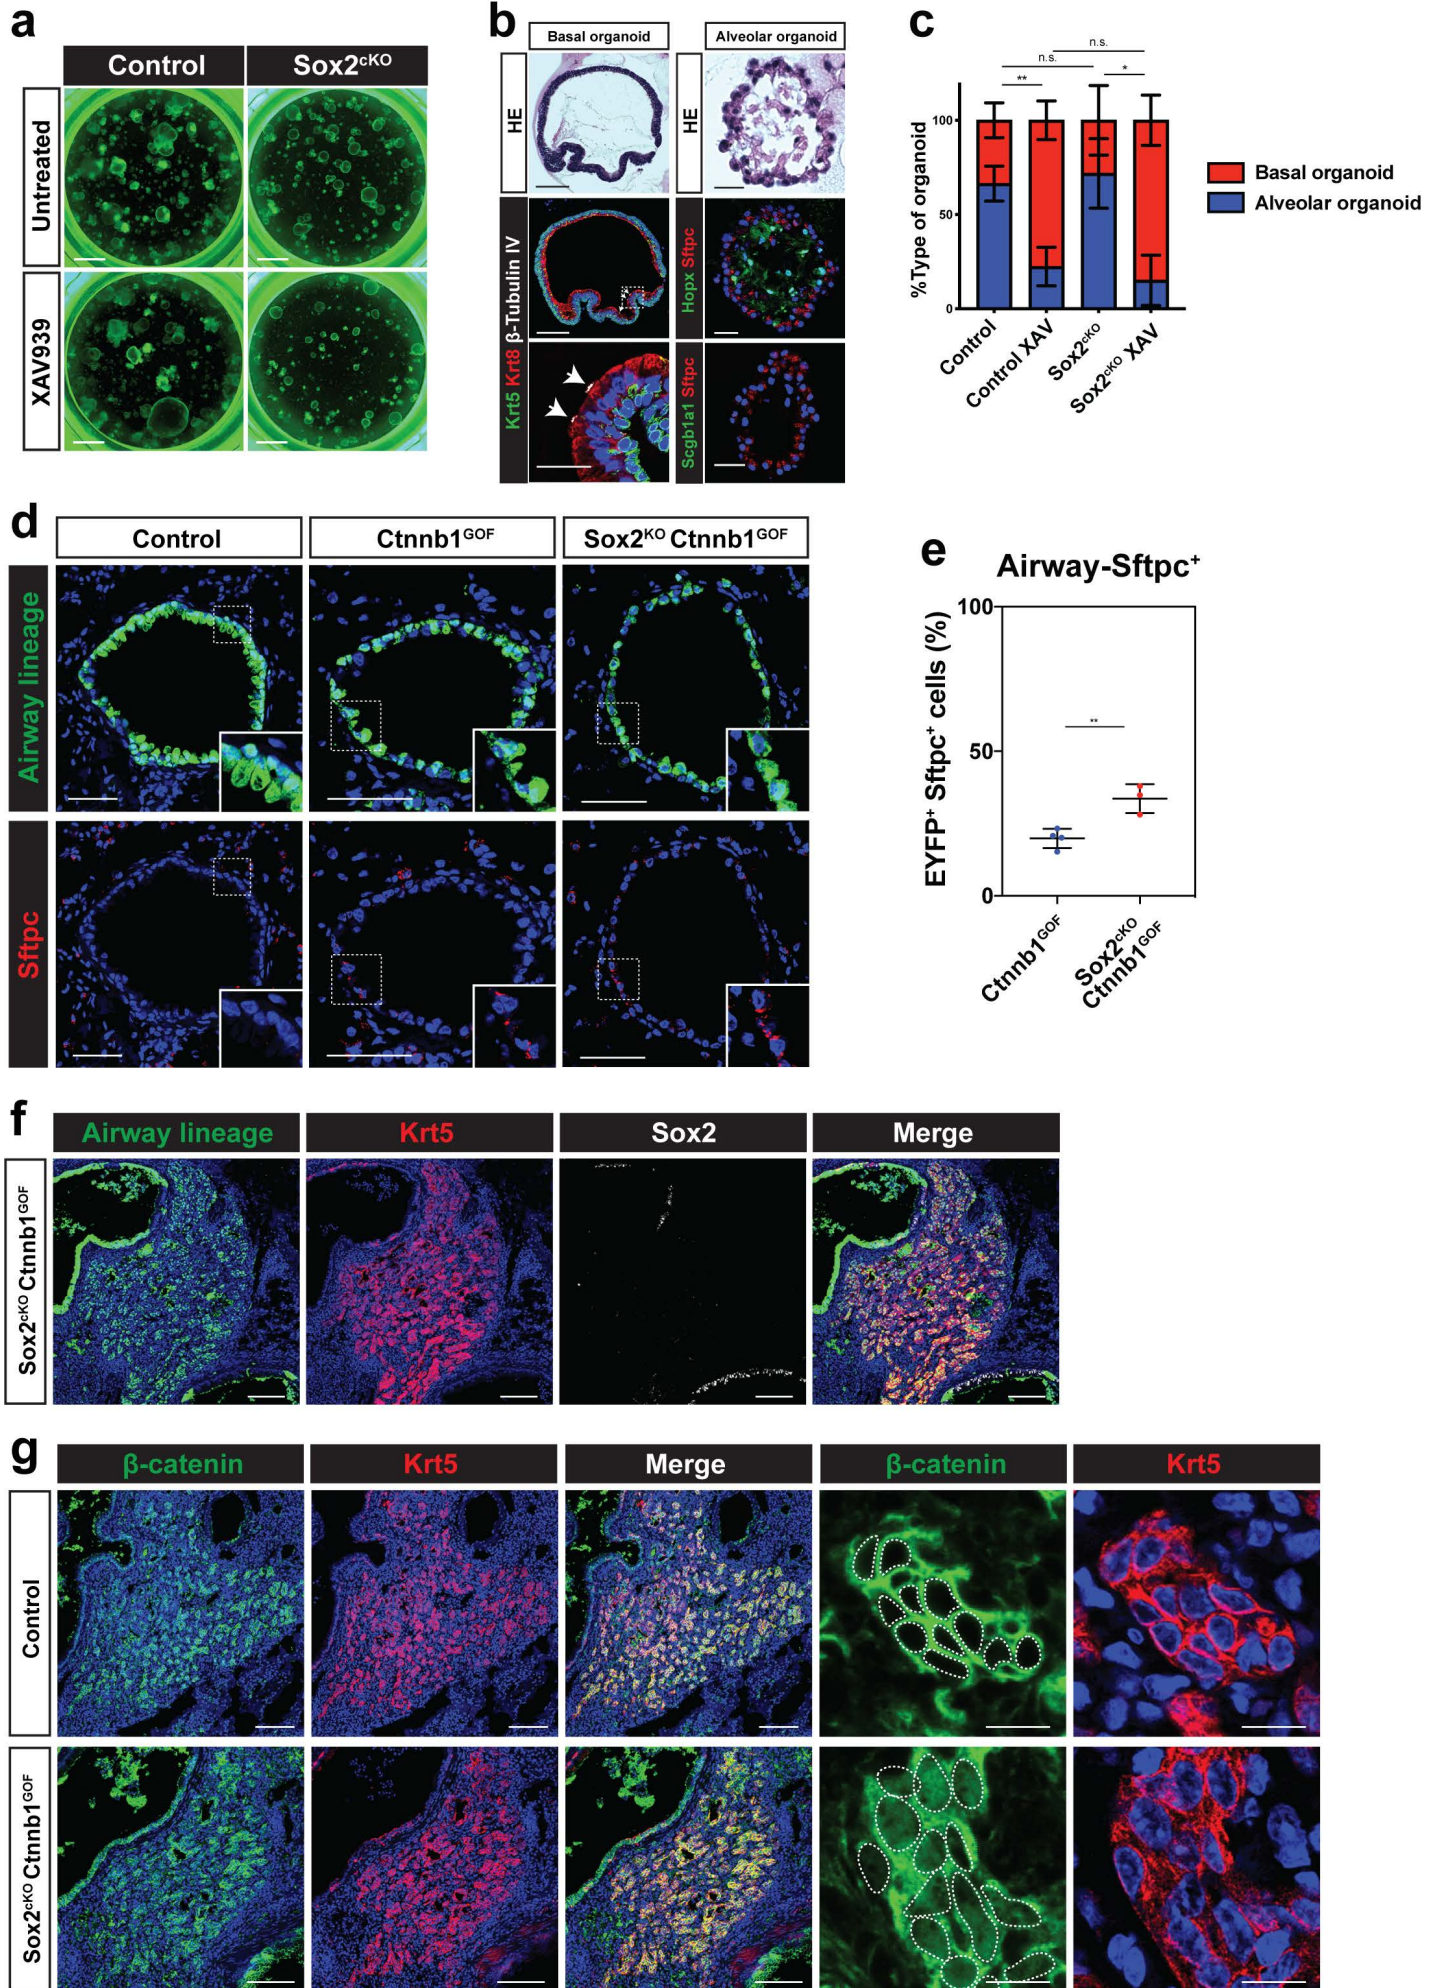 a
Control
Sox2cKO
Untreated
XAV939
b
Basal organoid
Alveolar organoid
HE
HE
Krt5 Krt8 β-Tubulin IV
Hopx Sftpc
Scgb1a1 Sftpc
c
n.s.
n.s.
**
*
%Type of organoid
100
50
0
Control
Control XAV
Sox2cKO
Sox2cKO XAV
Basal organoid
Alveolar organoid
d
Control
Ctnnb1GOF
Sox2KO Ctnnb1GOF
Airway lineage
Sftpc
e
Airway-Sftpc+
EYFP+ Sftpc+ cells (%)
100
50
0
**
Ctnnb1GOF
Sox2cKO
Ctnnb1GOF
f
Airway lineage
Krt5
Sox2
Merge
Sox2cKO Ctnnb1GOF
g
β-catenin
Krt5
Merge
β-catenin
Krt5
Control
Sox2cKO Ctnnb1GOF